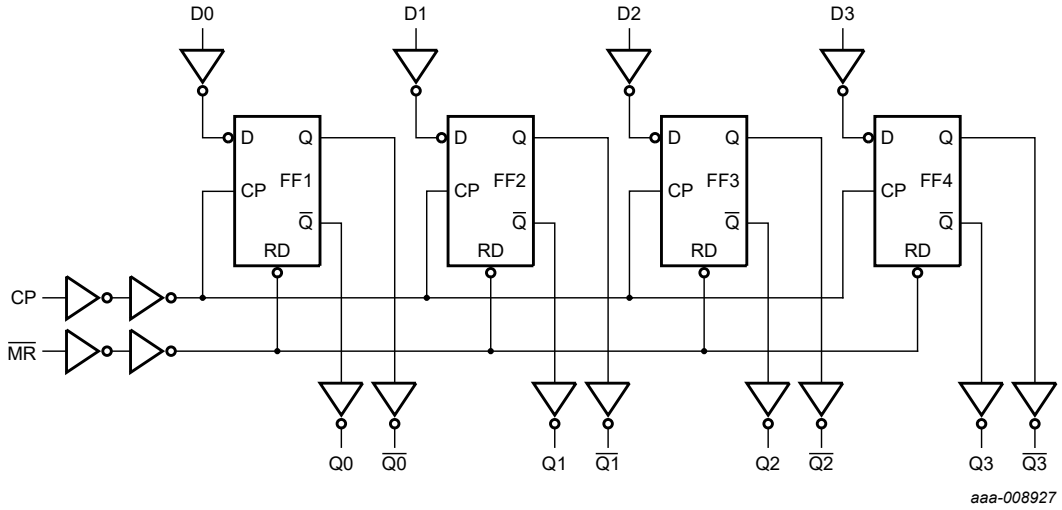 D0 D1 D2 D3
D Q D Q D Q D Q
FF1 FF2 FF3 FF4
CP CP CP CP
Q̅ Q̅ Q̅ Q̅
RD RD RD RD
CP
M̅R̅
Q0 Q̅0̅ Q1 Q̅1̅ Q2 Q̅2̅ Q3 Q̅3̅
aaa-008927